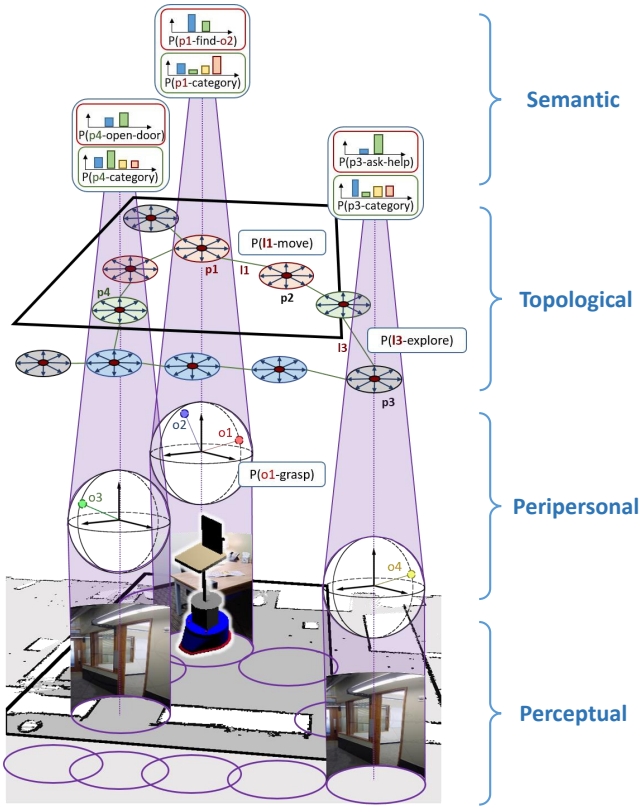 P(p1-find-o2)
P(p1-category)
Semantic
P(p4-open-door)
P(p4-category)
P(p3-ask-help)
P(p3-category)
P(l1-move)
p1
l1
p4
p2
Topological
l3
P(l3-explore)
p3
o2
o1
P(o1-grasp)
o3
Peripersonal
o4
Perceptual